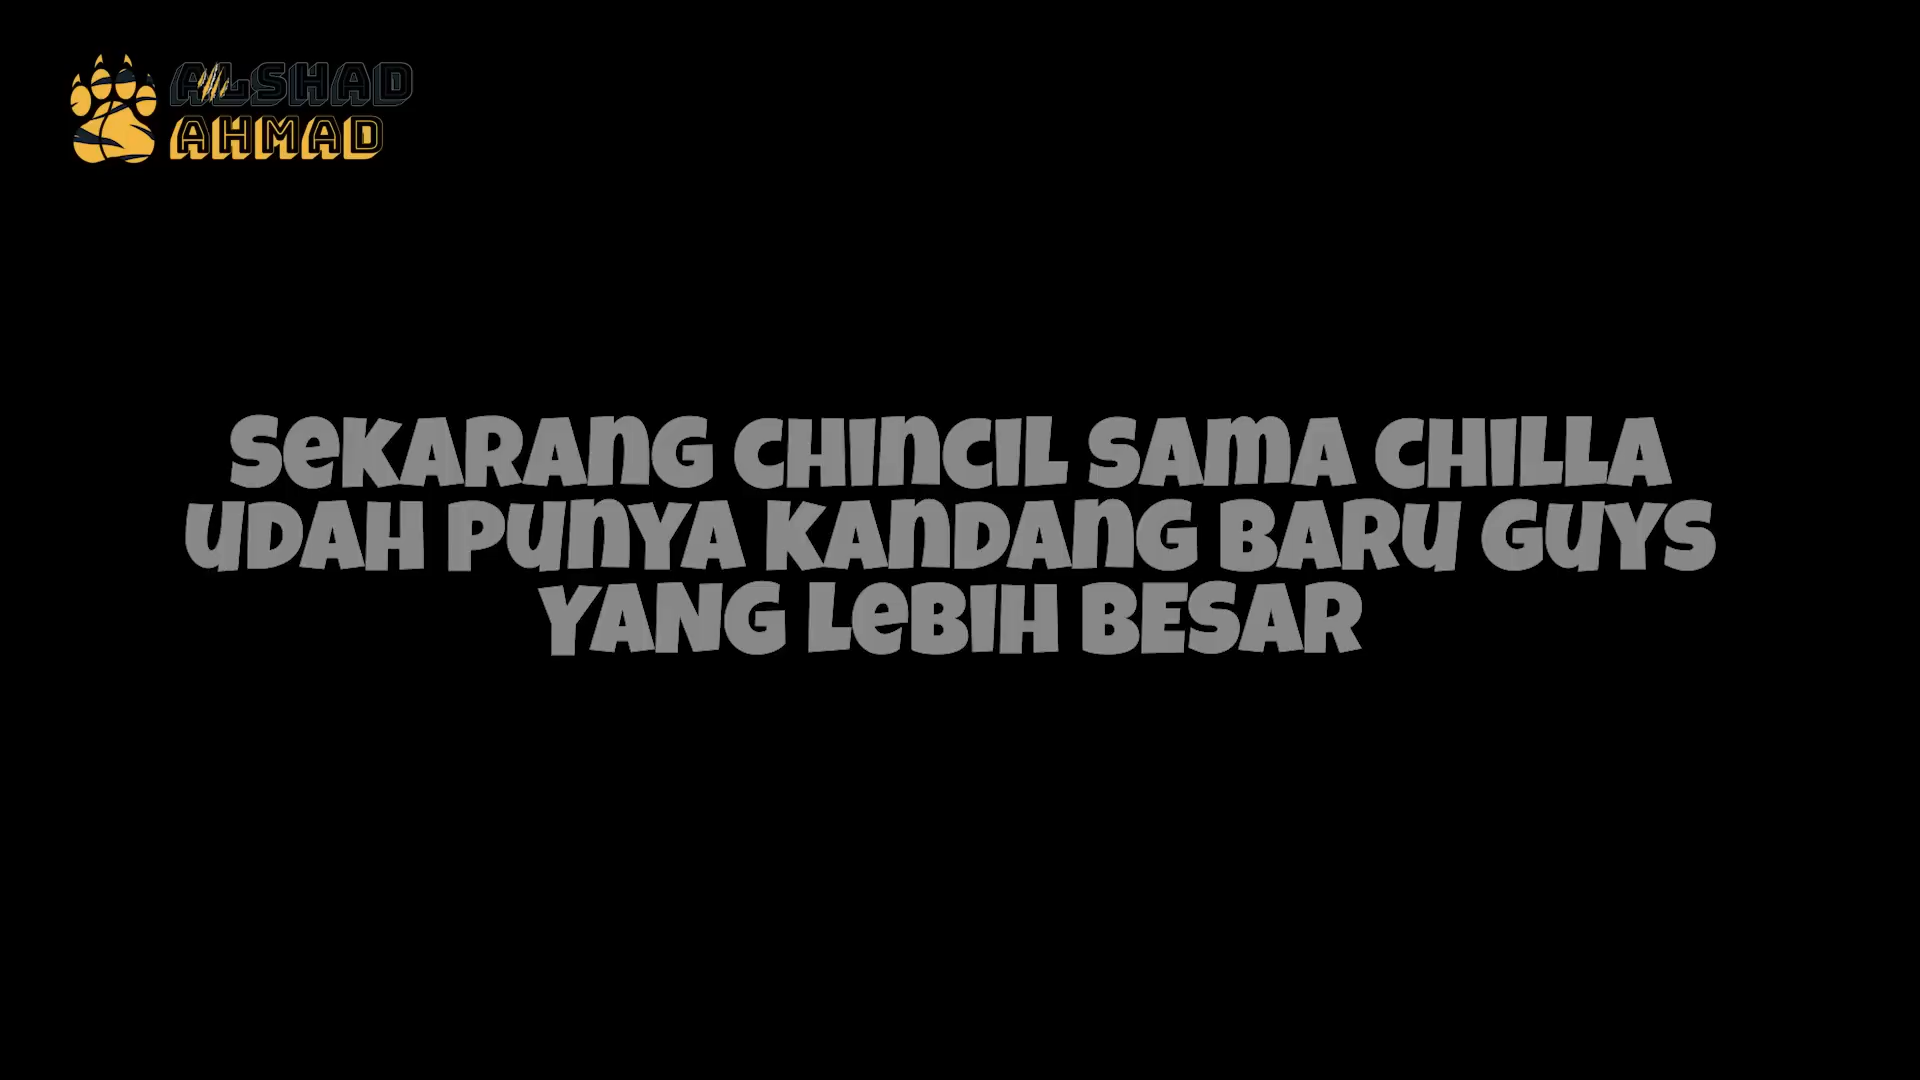 ALSHAD
AHMAD
SEKARANG CHINCIL SAMA CHILLA
UDAH PUNYA KANDANG BARU GUYS
YANG LEBIH BESAR